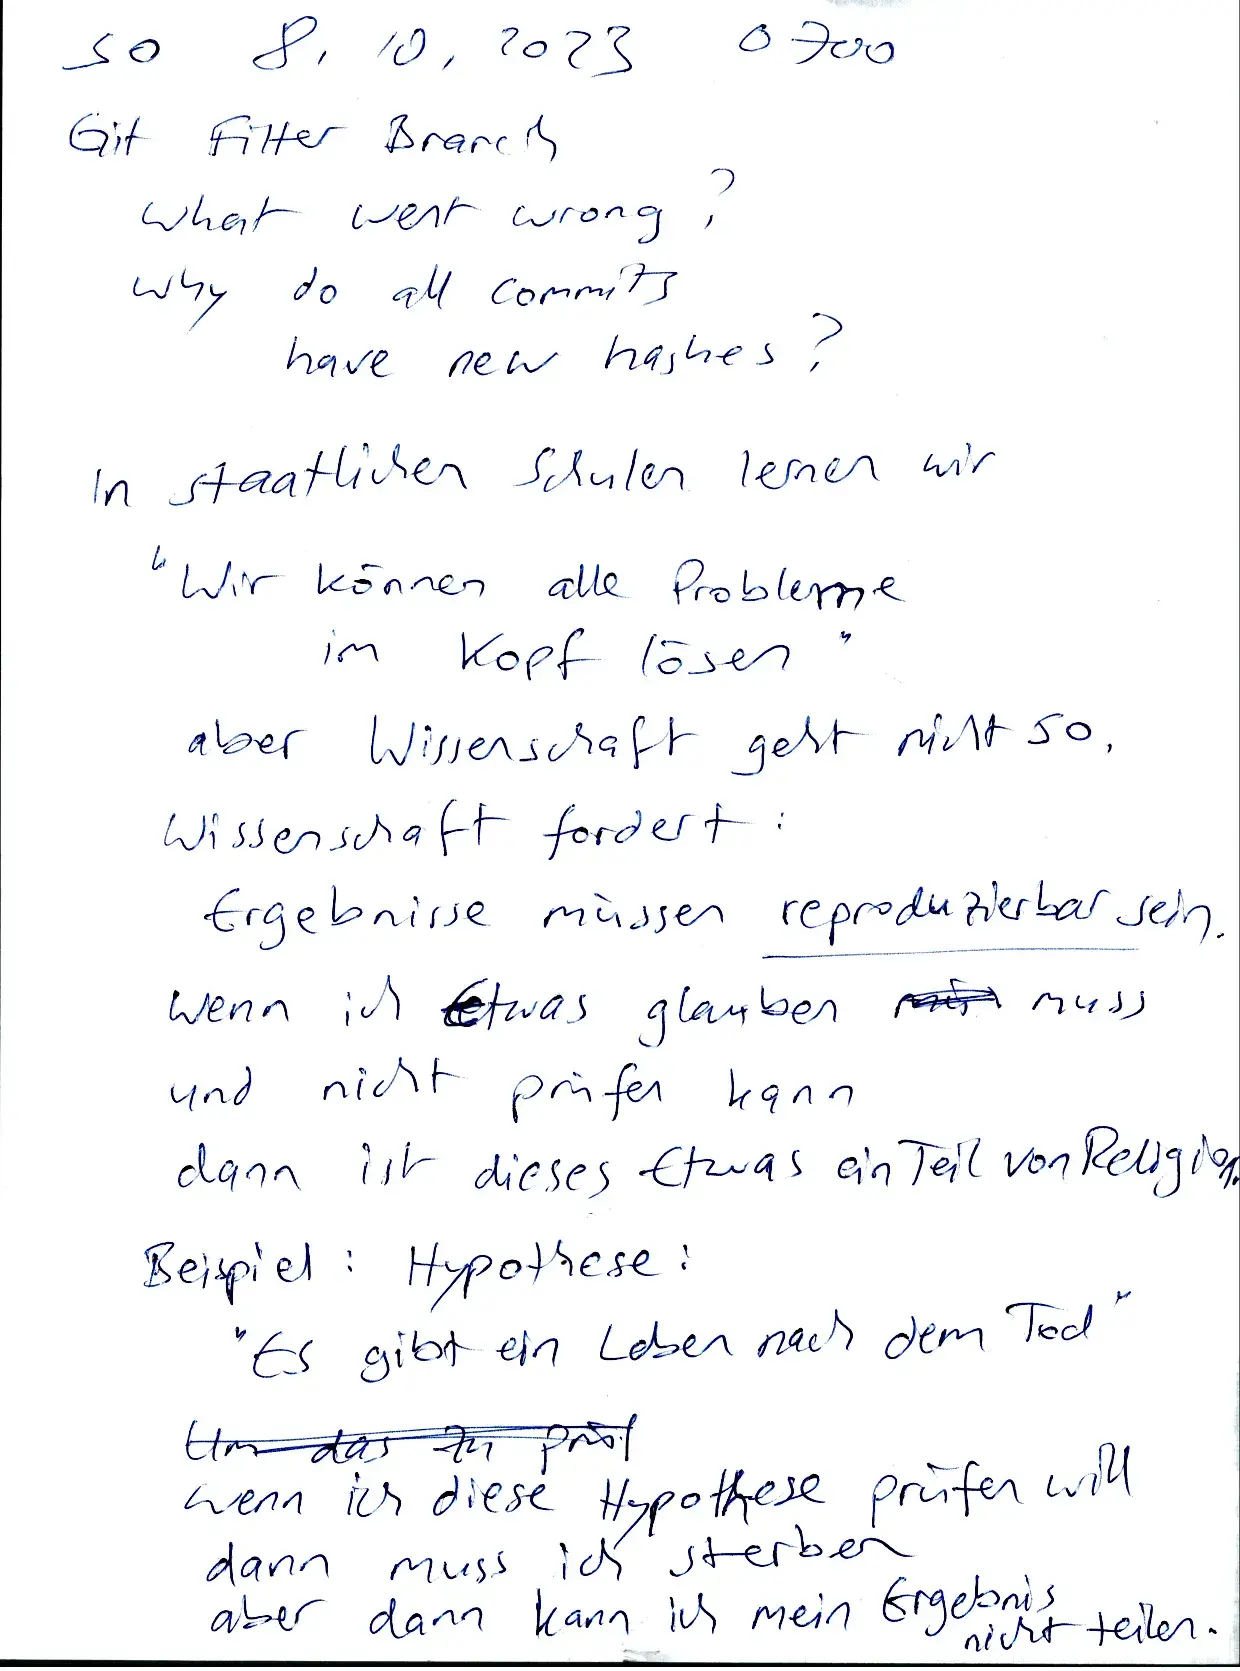 SO 8. 10. 2023 0700
Git Filter Branch
what went wrong?
why do all commits
have new hashes?
In staatlichen Schulen lernen wir
"Wir können alle Probleme
im Kopf lösen"
aber Wissenschaft geht nicht so.
Wissenschaft fordert:
Ergebnisse müssen reproduzierbar sein.
wenn ich Etwas glauben muss
und nicht prüfen kann
dann ist dieses Etwas ein Teil von Religion.
Beispiel: Hypothese:
"Es gibt ein Leben nach dem Tod"
Um das zu prüf
wenn ich diese Hypothese prüfen will
dann muss ich sterben
aber dann kann ich mein Ergebnis
nicht teilen.